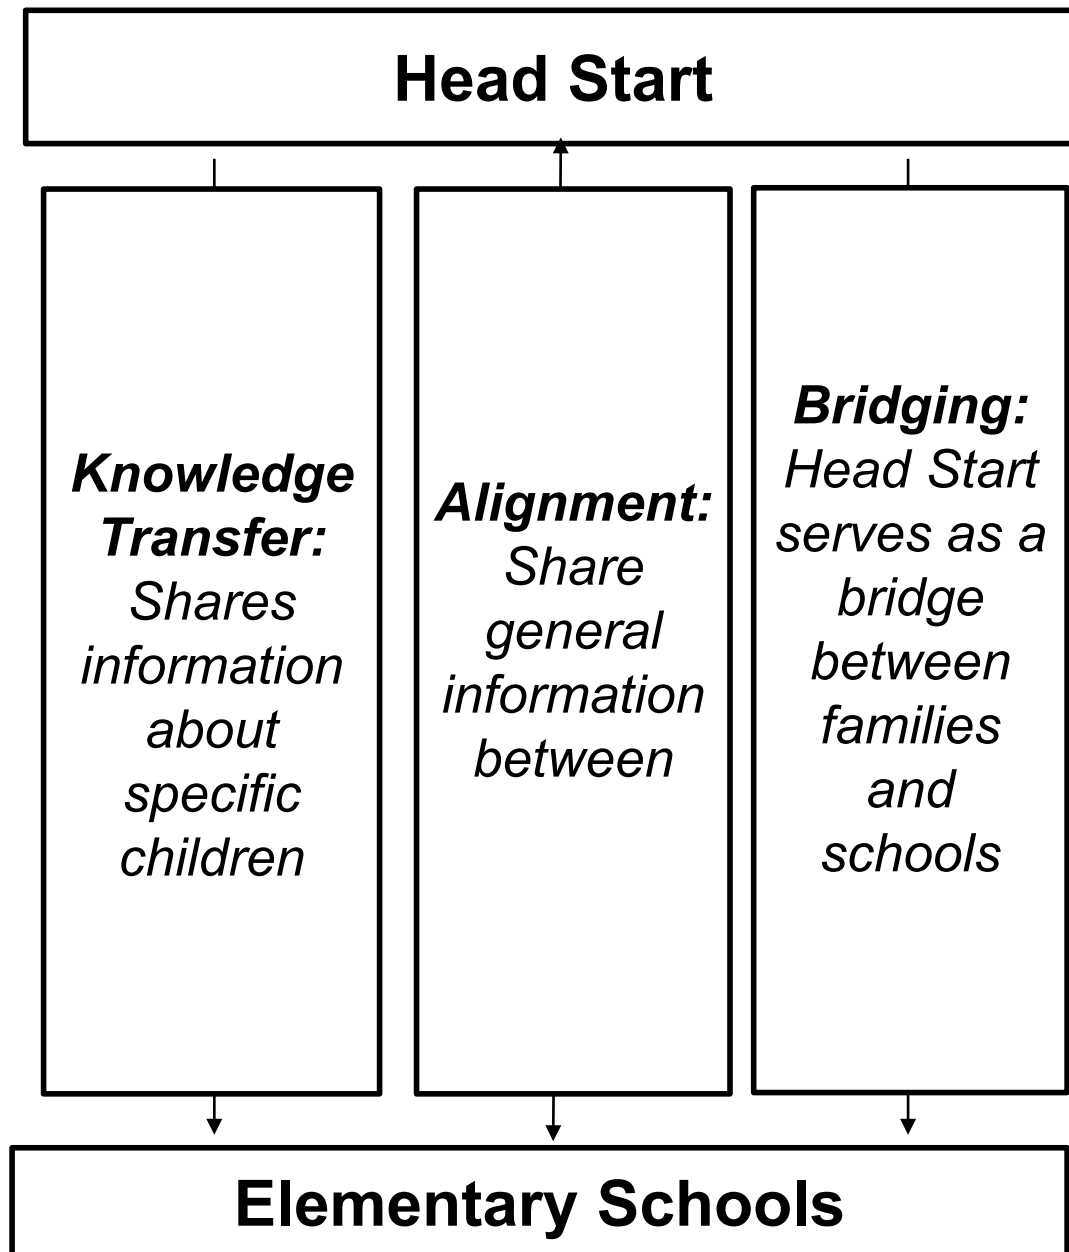 Head Start
Knowledge
Transfer:
Shares
information
about
specific
children
Alignment:
Share
general
information
between
Bridging:
Head Start
serves as a
bridge
between
families
and
schools
Elementary Schools